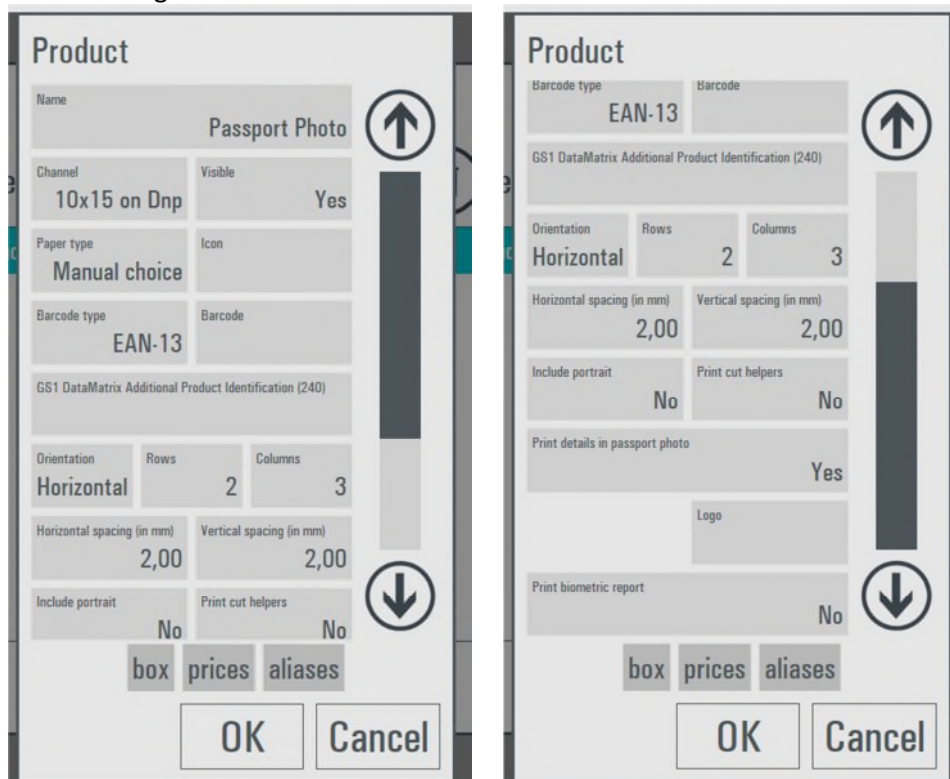 Product
Name
Passport Photo
Channel
10x15 on Dnp
Visible
Yes
Paper type
Manual choice
Icon
Barcode type
EAN-13
Barcode
GS1 DataMatrix Additional Product Identification (240)
Orientation
Horizontal
Rows
2
Columns
3
Horizontal spacing (in mm)
2,00
Vertical spacing (in mm)
2,00
Include portrait
No
Print cut helpers
No
box prices aliases
OK Cancel
Product
Barcode type
EAN-13
Barcode
GS1 DataMatrix Additional Product Identification (240)
Orientation
Horizontal
Rows
2
Columns
3
Horizontal spacing (in mm)
2,00
Vertical spacing (in mm)
2,00
Include portrait
No
Print cut helpers
No
Print details in passport photo
Yes
Logo
Print biometric report
No
box prices aliases
OK Cancel